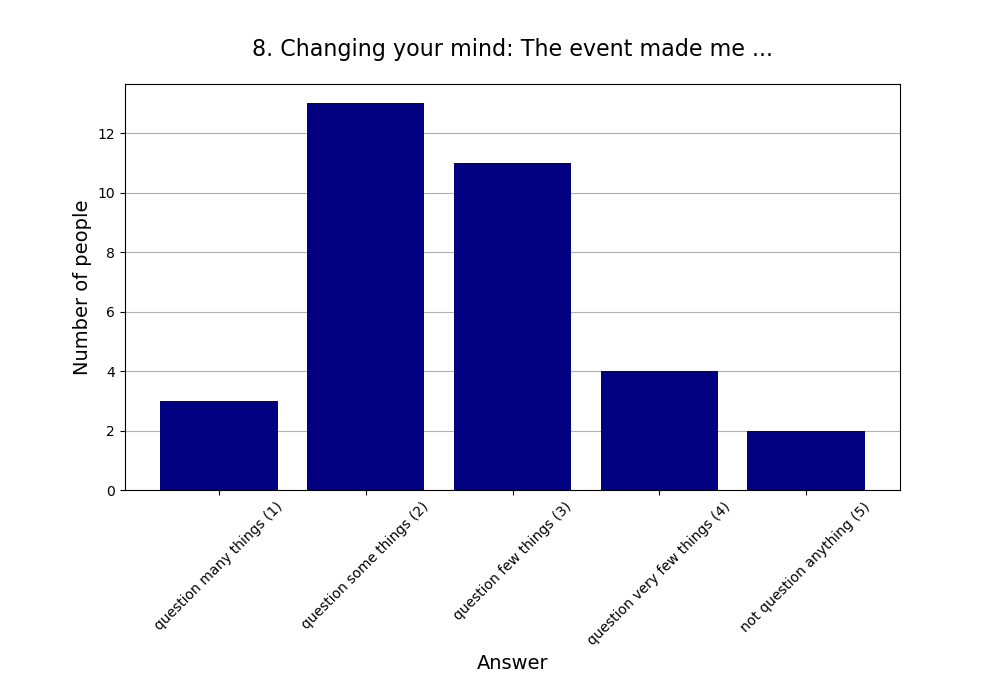 8. Changing your mind: The event made me ...
Number of people
12
10
8
6
4
2
0
question many things (1)
question some things (2)
question few things (3)
question very few things (4)
not question anything (5)
Answer